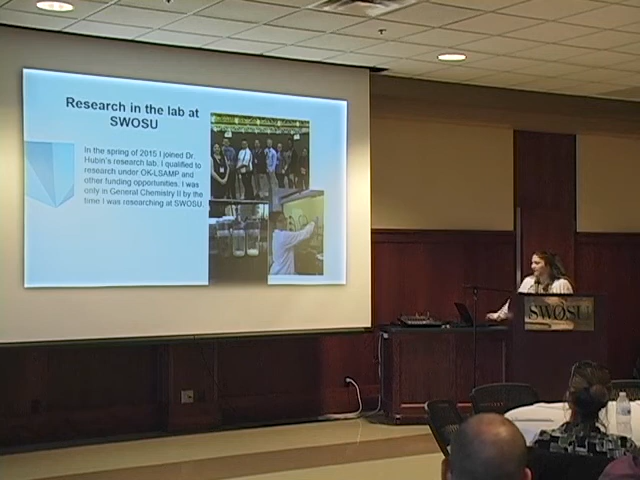 Research in the lab at
SWOSU
In the spring of 2015 I joined Dr.
Hubin's research lab. I qualified to
research under OK-LSAMP and
other funding opportunities. I was
only in General Chemistry II by the
time I was researching at SWOSU.
SWOSU